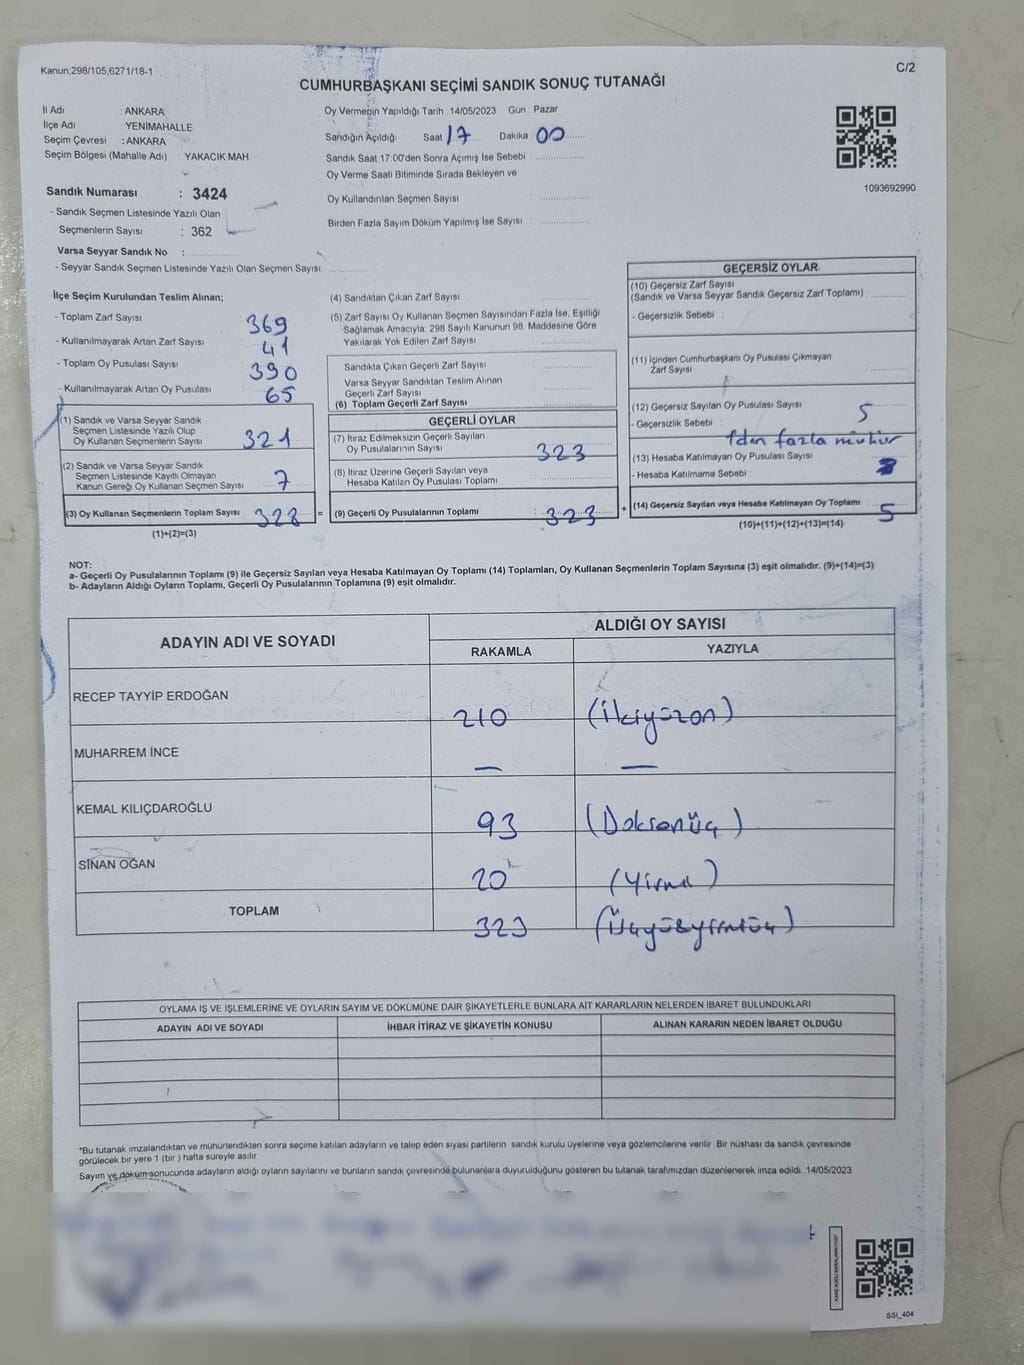 Kanun;298/105;6271/18-1
C/2
CUMHURBAŞKANI SEÇİMİ SANDIK SONUÇ TUTANAĞI
İl Adı : ANKARA
İlçe Adı : YENİMAHALLE
Seçim Çevresi : ANKARA
Seçim Bölgesi (Mahalle Adı) : YAKACIK MAH
Sandık Numarası : 3424
- Sandık Seçmen Listesinde Yazılı Olan
Seçmenlerin Sayısı : 362
Varsa Seyyar Sandık No :
- Seyyar Sandık Seçmen Listesinde Yazılı Olan Seçmen Sayısı:
Oy Vermenin Yapıldığı Tarih :14/05/2023 Gün : Pazar
Sandığın Açıldığı Saat 17 Dakika 00
Sandık Saat 17:00'den Sonra Açımış İse Sebebi :
Oy Verme Saati Bitiminde Sırada Bekleyen ve
Oy Kullandırılan Seçmen Sayısı
Birden Fazla Sayım Döküm Yapılmış İse Sayısı :
1093692990
İlçe Seçim Kurulundan Teslim Alınan;
- Toplam Zarf Sayısı 369
- Kullanılmayarak Artan Zarf Sayısı 41
- Toplam Oy Pusulası Sayısı 390
- Kullanılmayarak Artan Oy Pusulası 65
(1) Sandık ve Varsa Seyyar Sandık
Seçmen Listesinde Yazılı Olup
Oy Kullanan Seçmenlerin Sayısı 321
(2) Sandık ve Varsa Seyyar Sandık
Seçmen Listesinde Kayıtlı Olmayan
Kanun Gereği Oy Kullanan Seçmen Sayısı 7
(3) Oy Kullanan Seçmenlerin Toplam Sayısı 328 =
(1)+(2)=(3)
(4) Sandıktan Çıkan Zarf Sayısı
(5) Zarf Sayısı Oy Kullanan Seçmen Sayısından Fazla İse, Eşitliği
Sağlamak Amacıyla; 298 Sayılı Kanunun 98. Maddesine Göre
Yakılarak Yok Edilen Zarf Sayısı
Sandıkta Çıkan Geçerli Zarf Sayısı
Varsa Seyyar Sandıktan Teslim Alınan
Geçerli Zarf Sayısı
(6) Toplam Geçerli Zarf Sayısı
GEÇERLİ OYLAR
(7) İtiraz Edilmeksizin Geçerli Sayılan
Oy Pusulasının Sayısı 323
(8) İtiraz Üzerine Geçerli Sayılan veya
Hesaba Katılan Oy Pusulası Toplamı
(9) Geçerli Oy Pusulalarının Toplamı 323 +
GEÇERSİZ OYLAR
(10) Geçersiz Zarf Sayısı
(Sandık ve Varsa Seyyar Sandık Geçersiz Zarf Toplamı) :
- Geçersizlik Sebebi :
(11) İçinden Cumhurbaşkanı Oy Pusulası Çıkmayan
Zarf Sayısı :
(12) Geçersiz Sayılan Oy Pusulası Sayısı : 5
- Geçersizlik Sebebi : 1'den fazla mühür
(13) Hesaba Katılmayan Oy Pusulası Sayısı :
- Hesaba Katılmama Sebebi :
(14) Geçersiz Sayılan veya Hesaba Katılmayan Oy Toplamı : 5
(10)+(11)+(12)+(13)=(14)
NOT:
a- Geçerli Oy Pusulalarının Toplamı (9) ile Geçersiz Sayılan veya Hesaba Katılmayan Oy Toplamı (14) Toplamları, Oy Kullanan Seçmenlerin Toplam Sayısına (3) eşit olmalıdır. (9)+(14)=(3)
b- Adayların Aldığı Oyların Toplamı, Geçerli Oy Pusulalarının Toplamına (9) eşit olmalıdır.
ADAYIN ADI VE SOYADI
ALDIĞI OY SAYISI
RAKAMLA YAZIYLA
RECEP TAYYİP ERDOĞAN 210 (İkiyüzon)
MUHARREM İNCE — —
KEMAL KILIÇDAROĞLU 93 (Doksanüç)
SİNAN OĞAN 20 (Yirmi)
TOPLAM 323 (Üçyüzyirmiüç)
OYLAMA İŞ VE İŞLEMLERİNE VE OYLARIN SAYIM VE DÖKÜMÜNE DAİR ŞİKAYETLERLE BUNLARA AİT KARARLARIN NELERDEN İBARET BULUNDUKLARI
ADAYIN ADI VE SOYADI İHBAR İTİRAZ VE ŞİKAYETİN KONUSU ALINAN KARARIN NEDEN İBARET OLDUĞU
*Bu tutanak imzalandıktan ve mühürlendikten sonra seçime katılan adayların ve talep eden siyasi partilerin sandık kurulu üyelerine veya gözlemcilerine verilir. Bir nüshası da sandık çevresinde
görülecek bir yere 1 (bir ) hafta süreyle asılır.
Sayım ve döküm sonucunda adayların aldığı oyların sayılarını ve bunların sandık çevresinde bulunanlara duyurulduğunu gösteren bu tutanak tarafımızdan düzenlenerek imza edildi. 14/05/2023
SSI_404